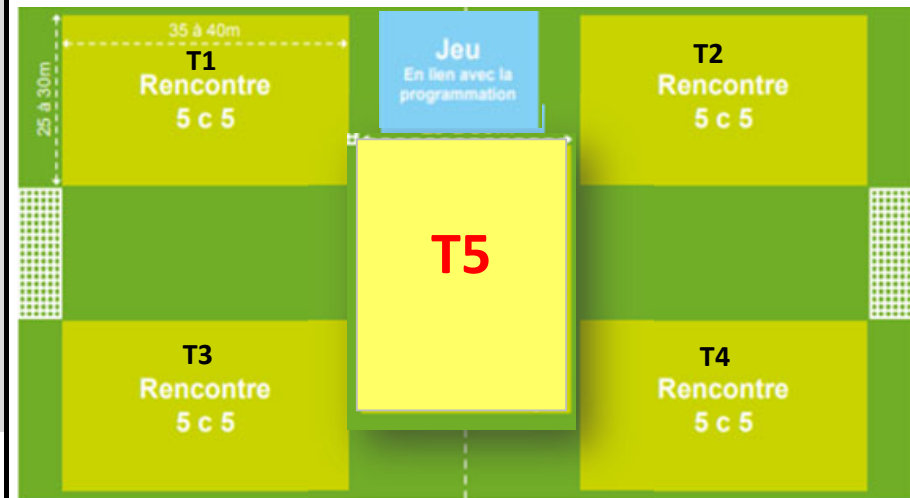 35 à 40m
T1
Rencontre
5 c 5
25 à 30m
Jeu
En lien avec la
programmation
T2
Rencontre
5 c 5
T5
T3
Rencontre
5 c 5
T4
Rencontre
5 c 5